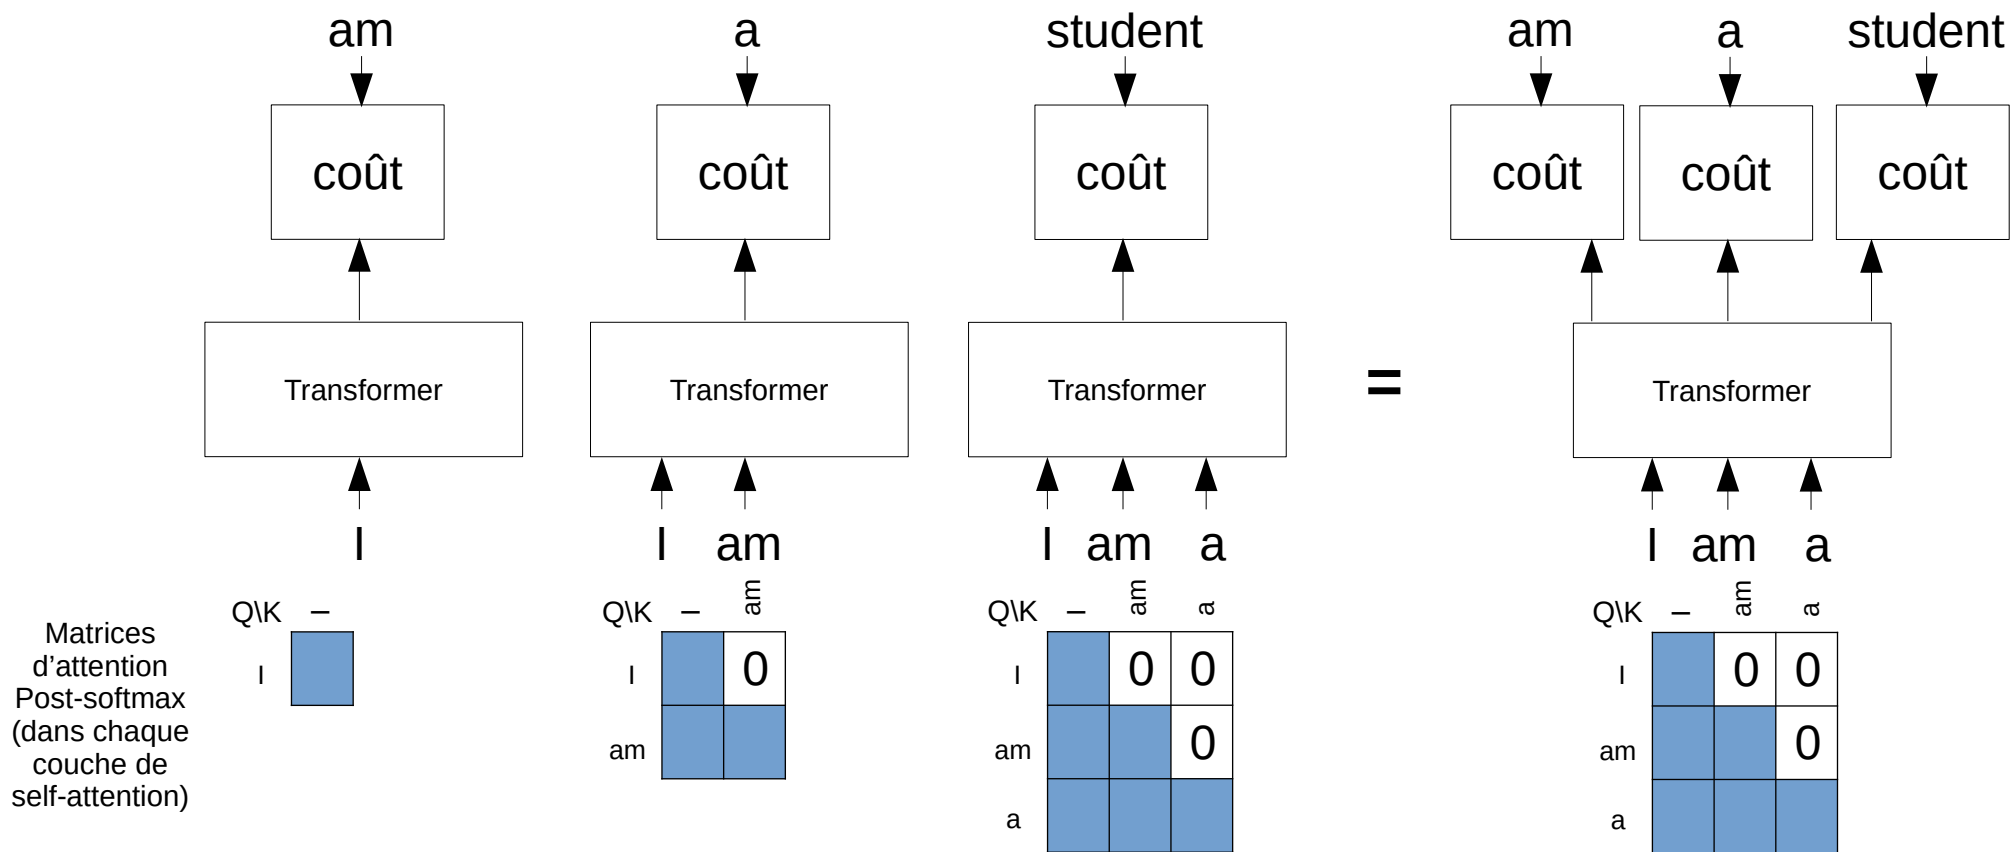 am a student am a student
coût coût coût coût coût coût
Transformer Transformer Transformer = Transformer
I I am I am a I am a
Q\K I Q\K I am Q\K I am a Q\K I am a
Matrices
d’attention
Post-softmax
(dans chaque
couche de
self-attention)
I I 0 I 0 0 I 0 0
am am 0 am 0
a a